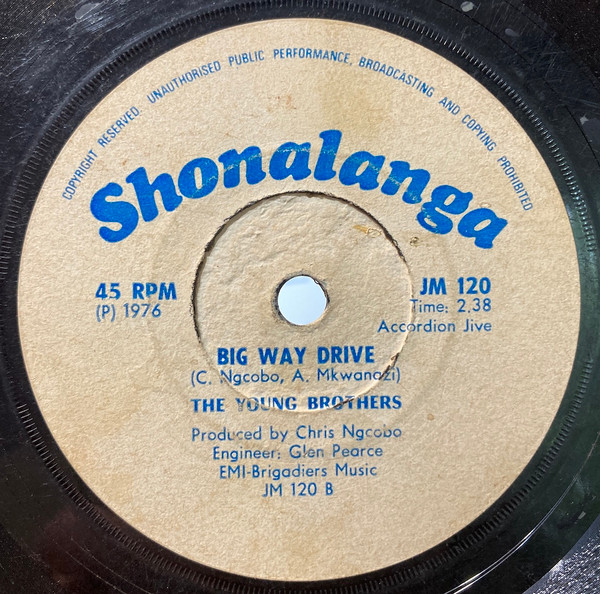 COPYRIGHT RESERVED. UNAUTHORISED PUBLIC PERFORMANCE, BROADCASTING AND COPYING PROHIBITED
Shonalanga
45 RPM
(P) 1976
JM 120
Time: 2.38
Accordion Jive
BIG WAY DRIVE
(C. Ngcobo, A. Mkwanazi)
THE YOUNG BROTHERS
Produced by Chris Ngcobo
Engineer: Glen Pearce
EMI-Brigadiers Music
JM 120 B